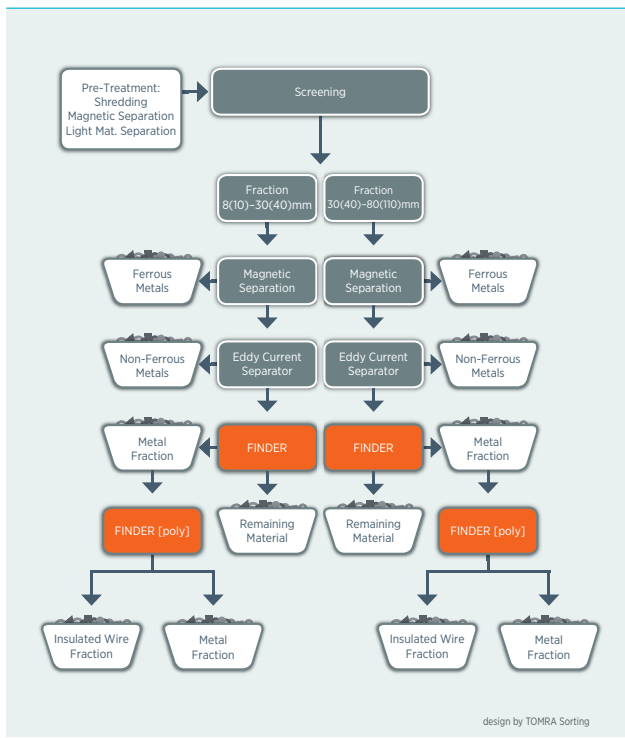 Pre-Treatment:
Shredding
Magnetic Separation
Light Mat. Separation
Screening
Fraction
8(10)–30(40)mm
Fraction
30(40)–80(110)mm
Ferrous
Metals
Magnetic
Separation
Magnetic
Separation
Ferrous
Metals
Non-Ferrous
Metals
Eddy Current
Separator
Eddy Current
Separator
Non-Ferrous
Metals
Metal
Fraction
FINDER
FINDER
Metal
Fraction
FINDER [poly]
Remaining
Material
Remaining
Material
FINDER [poly]
Insulated Wire
Fraction
Metal
Fraction
Insulated Wire
Fraction
Metal
Fraction
design by TOMRA Sorting